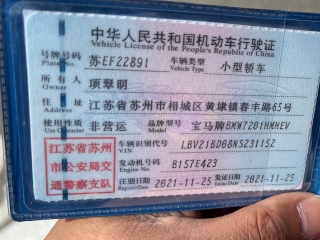 中华人民共和国机动车行驶证
Vehicle License of the People's Republic of China
号牌号码 苏EF22891 车辆类型 小型轿车
Plate No. Vehicle Type
所有人 项翠明
Owner
住址 江苏省苏州市相城区黄埭镇春丰路65号
Address
使用性质 非营运 品牌型号 宝马牌BMW7201HMHEV
Use Character Model
江苏省苏州市公安局交通警察支队
车辆识别代号 LBV21BD08NS231152
VIN
发动机号码 B157E423
Engine No.
注册日期 2021-11-25 发证日期 2021-11-25
Register Date Issue Date